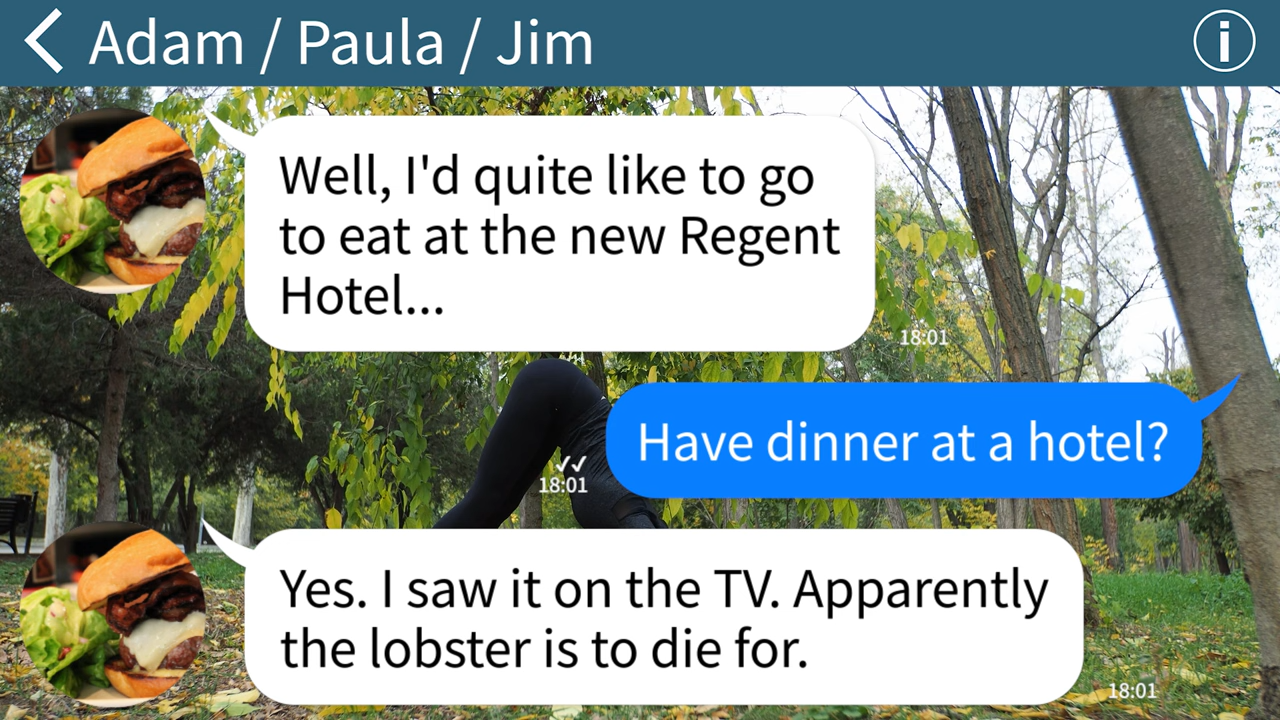 Adam / Paula / Jim
Well, I'd quite like to go
to eat at the new Regent
Hotel...
18:01
Have dinner at a hotel?
18:01
Yes. I saw it on the TV. Apparently
the lobster is to die for.
18:01